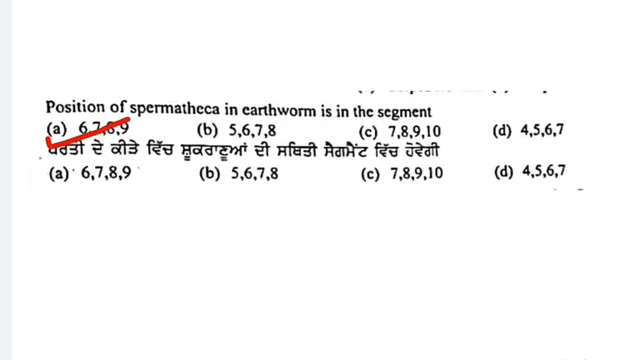 Position of spermatheca in earthworm is in the segment
(a) 6,7,8,9 (b) 5,6,7,8 (c) 7,8,9,10 (d) 4,5,6,7
ਧਰਤੀ ਦੇ ਕੀੜੇ ਵਿੱਚ ਸ਼ੂਕਰਾਣੂਆਂ ਦੀ ਸਥਿਤੀ ਸੈਗਮੈਂਟ ਵਿੱਚ ਹੋਵੇਗੀ
(a) 6,7,8,9 (b) 5,6,7,8 (c) 7,8,9,10 (d) 4,5,6,7